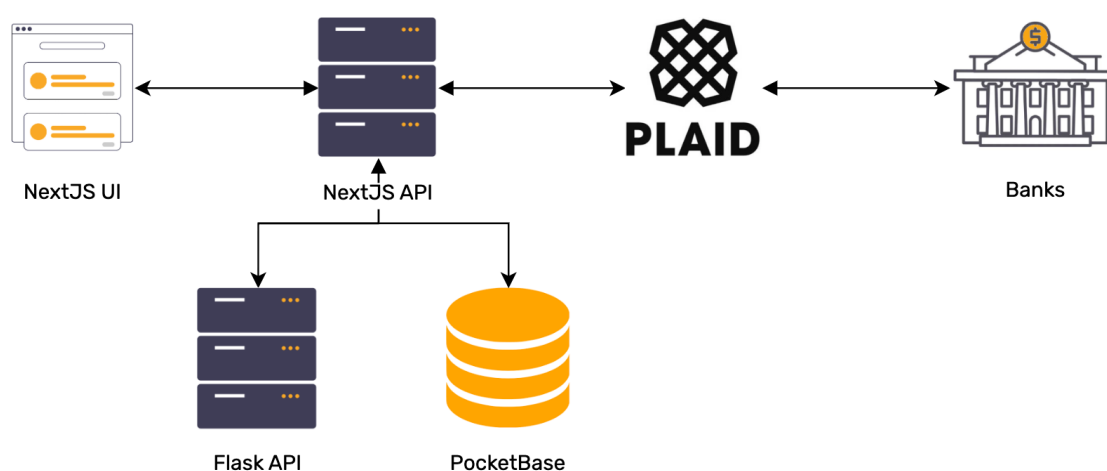 PLAID
NextJS UI
NextJS API
Banks
Flask API
PocketBase